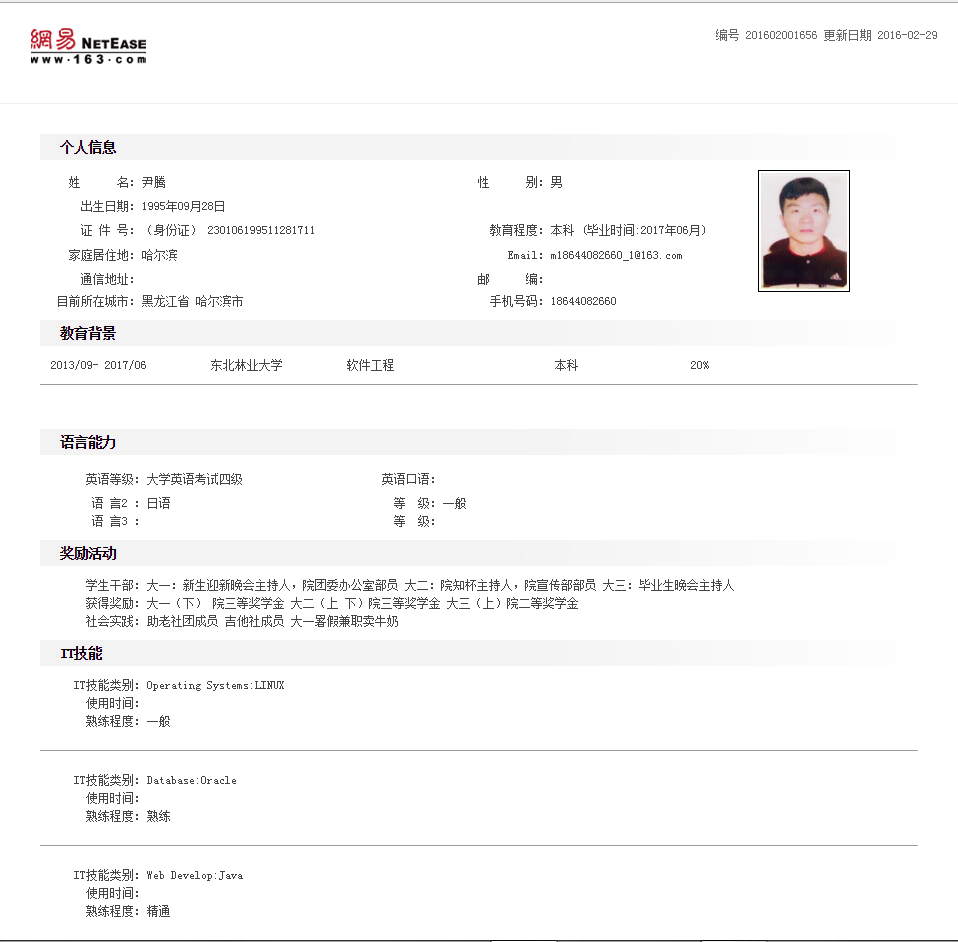 網易 NETEASE
www.163.com
编号 201602001656 更新日期 2016-02-29
个人信息
姓 名: 尹腾 性 别: 男
出生日期: 1995年09月28日
证 件 号: (身份证) 230106199511281711 教育程度: 本科 (毕业时间:2017年06月)
家庭居住地: 哈尔滨 Email: m18644082660_1@163.com
通信地址: 邮 编:
目前所在城市: 黑龙江省 哈尔滨市 手机号码: 18644082660
教育背景
2013/09- 2017/06 东北林业大学 软件工程 本科 20%
语言能力
英语等级: 大学英语考试四级 英语口语:
语 言2 : 日语 等 级: 一般
语 言3 : 等 级:
奖励活动
学生干部: 大一: 新生迎新晚会主持人,院团委办公室部员 大二: 院知杯主持人,院宣传部部员 大三: 毕业生晚会主持人
获得奖励: 大一(下) 院三等奖学金 大二(上 下)院三等奖学金 大三(上)院二等奖学金
社会实践: 助老社团成员 吉他社成员 大一暑假兼职卖牛奶
IT技能
IT技能类别: Operating Systems:LINUX
使用时间:
熟练程度: 一般
IT技能类别: Database:Oracle
使用时间:
熟练程度: 熟练
IT技能类别: Web Develop:Java
使用时间:
熟练程度: 精通